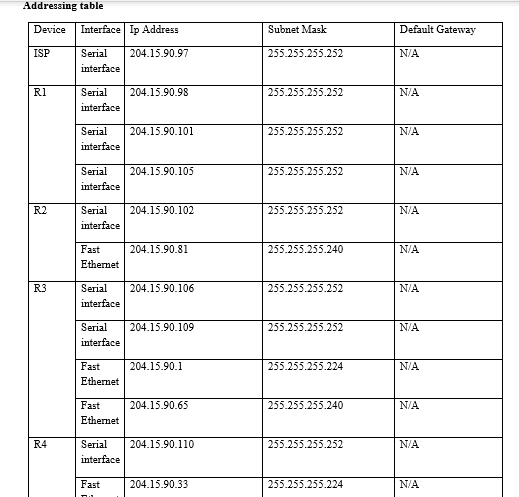 Addressing table
Device Interface Ip Address Subnet Mask Default Gateway
ISP Serial 204.15.90.97 255.255.255.252 N/A
interface
R1 Serial 204.15.90.98 255.255.255.252 N/A
interface
Serial 204.15.90.101 255.255.255.252 N/A
interface
Serial 204.15.90.105 255.255.255.252 N/A
interface
R2 Serial 204.15.90.102 255.255.255.252 N/A
interface
Fast 204.15.90.81 255.255.255.240 N/A
Ethernet
R3 Serial 204.15.90.106 255.255.255.252 N/A
interface
Serial 204.15.90.109 255.255.255.252 N/A
interface
Fast 204.15.90.1 255.255.255.224 N/A
Ethernet
Fast 204.15.90.65 255.255.255.240 N/A
Ethernet
R4 Serial 204.15.90.110 255.255.255.252 N/A
interface
Fast 204.15.90.33 255.255.255.224 N/A